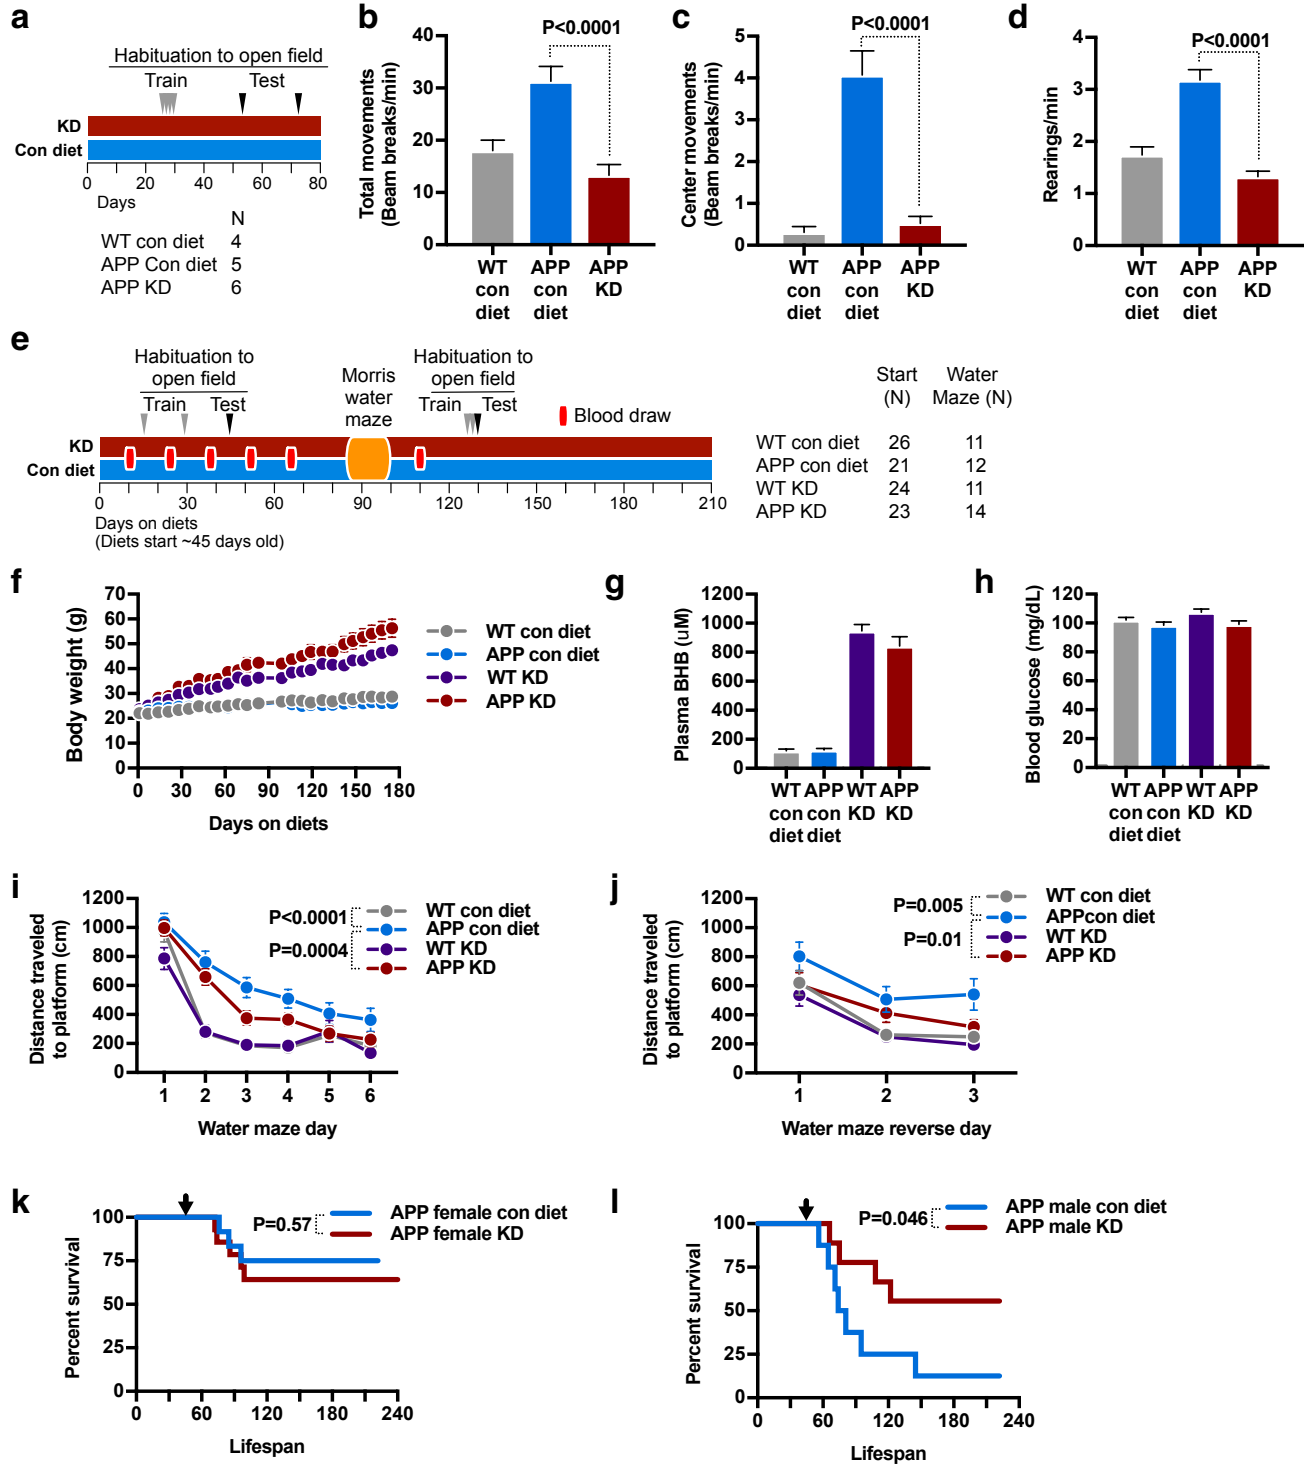 a
Habituation to open field
Train
Test
KD
Con diet
0 20 40 60 80
Days
N
WT con diet 4
APP Con diet 5
APP KD 6
b
P<0.0001
Total movements
(Beam breaks/min)
40
30
20
10
0
WT con diet
APP con diet
APP KD
c
P<0.0001
Center movements
(Beam breaks/min)
5
4
3
2
1
0
WT con diet
APP con diet
APP KD
d
P<0.0001
Rearings/min
4
3
2
1
0
WT con diet
APP con diet
APP KD
e
Habituation to
open field
Train
Test
Morris
water
maze
Habituation to
open field
Train
Test
Blood draw
KD
Con diet
0 30 60 90 120 150 180 210
Days on diets
(Diets start ~45 days old)
Start (N)
Water Maze (N)
WT con diet 26 11
APP con diet 21 12
WT KD 24 11
APP KD 23 14
f
Body weight (g)
70
60
50
40
30
20
10
0
0 30 60 90 120 150 180
Days on diets
WT con diet
APP con diet
WT KD
APP KD
g
Plasma BHB (uM)
1200
1000
800
600
400
200
0
WT con diet
APP con diet
WT KD
APP KD
h
Blood glucose (mg/dL)
120
100
80
60
40
20
0
WT con diet
APP con diet
WT KD
APP KD
i
Distance traveled
to platform (cm)
1200
1000
800
600
400
200
0
1 2 3 4 5 6
Water maze day
P<0.0001
P=0.0004
WT con diet
APP con diet
WT KD
APP KD
j
Distance traveled
to platform (cm)
1200
1000
800
600
400
200
0
1 2 3
Water maze reverse day
P=0.005
P=0.01
WT con diet
APPcon diet
WT KD
APP KD
k
Percent survival
100
75
50
25
0
0 60 120 180 240
Lifespan
P=0.57
APP female con diet
APP female KD
l
Percent survival
100
75
50
25
0
0 60 120 180 240
Lifespan
P=0.046
APP male con diet
APP male KD